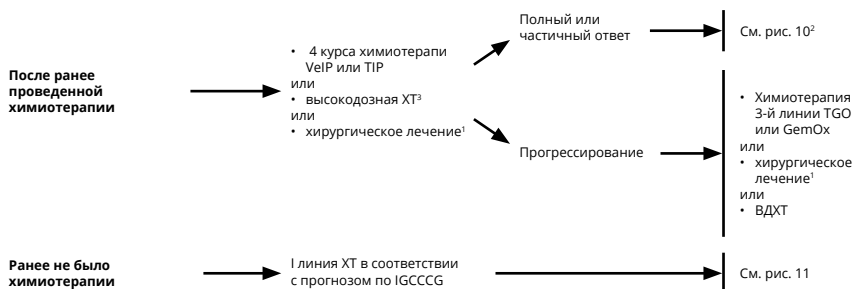 После ранее
проведенной
химиотерапии
• 4 курса химиотерапи
VeIP или TIP
или
• высокодозная ХТ³
или
• хирургическое лечение¹
Полный или
частичный ответ
См. рис. 10²
Прогрессирование
• Химиотерапия
3-й линии TGO
или GemOx
или
• хирургическое
лечение¹
или
• ВДХТ
Ранее не было
химиотерапии
I линия ХТ в соответствии
с прогнозом по IGCCCG
См. рис. 11